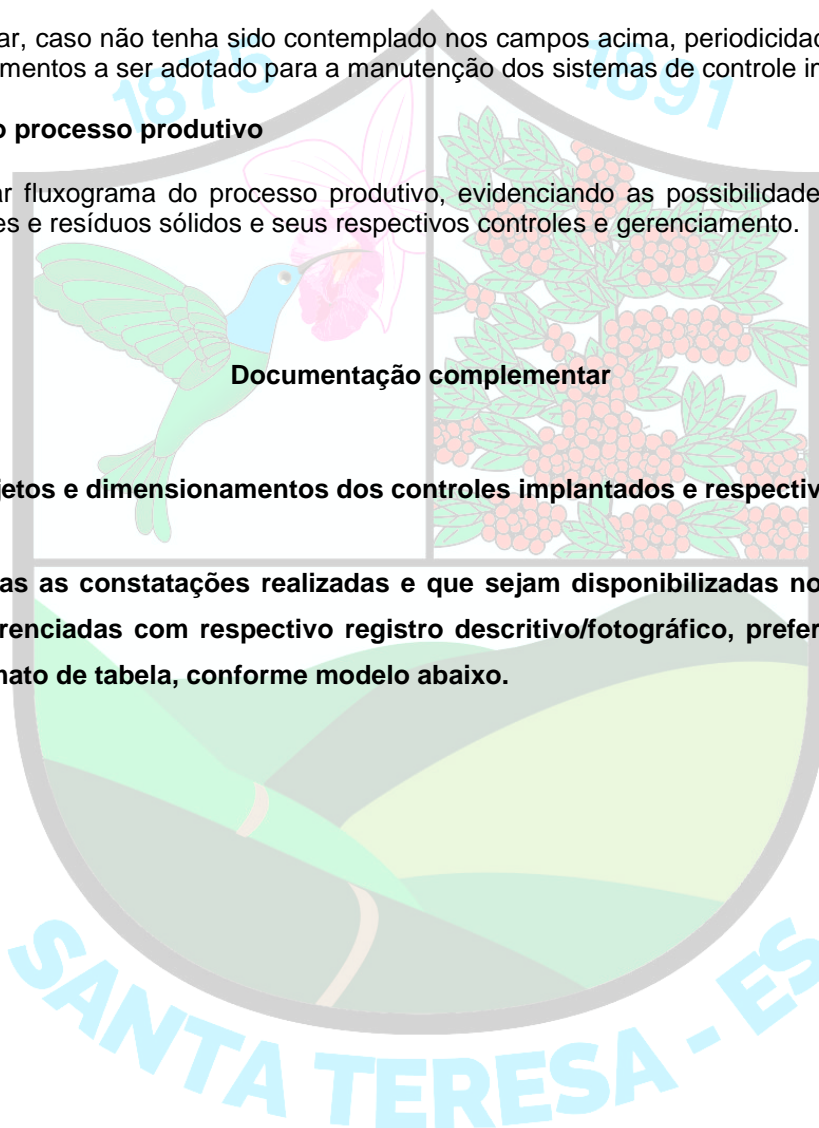 1875 1891
ar, caso não tenha sido contemplado nos campos acima, periodicidad
mentos a ser adotado para a manutenção dos sistemas de controle in
o processo produtivo
ar fluxograma do processo produtivo, evidenciando as possibilidade
es e resíduos sólidos e seus respectivos controles e gerenciamento.
Documentação complementar
jetos e dimensionamentos dos controles implantados e respectiv
as as constatações realizadas e que sejam disponibilizadas no
renciadas com respectivo registro descritivo/fotográfico, prefer
mato de tabela, conforme modelo abaixo.
SANTA TERESA - ES